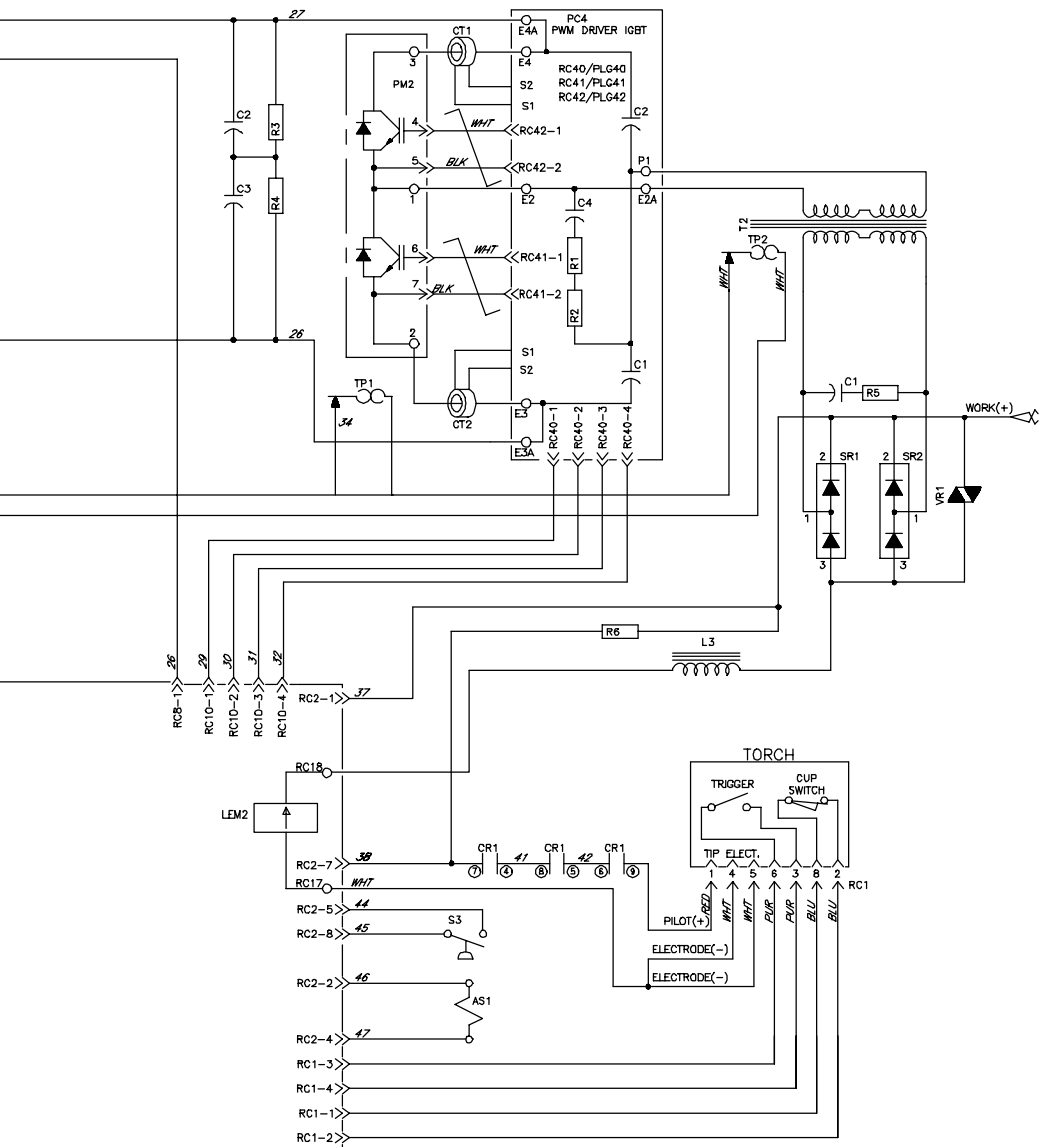 27
E4A
PC4
PWM DRIVER IGBT
CT1
3
E4
RC40/PLG40
RC41/PLG41
RC42/PLG42
PM2
S2
S1
C2
R3
C2
4
WHT
RC42-1
5
BLK
RC42-2
P1
C3
R4
1
E2
C4
E2A
T2
TP2
6
WHT
RC41-1
R1
WHT
WHT
7
BLK
RC41-2
R2
26
2
S1
S2
C1
TP1
34
CT2
E3
E3A
RC40-1
RC40-2
RC40-3
RC40-4
C1
R5
WORK(+)
2
SR1
2
SR2
VR1
1
1
3
3
R6
L3
26
29
30
31
32
RC8-1
RC10-1
RC10-2
RC10-3
RC10-4
RC2-1
37
RC18
LEM2
TORCH
TRIGGER
CUP
SWITCH
TIP ELECT.
1
4
5
6
3
8
2
RC1
RED
WHT
WHT
PUR
PUR
BLU
BLU
RC2-7
38
CR1
41
CR1
42
CR1
7
4
8
5
6
9
RC17
WHT
PILOT(+)
RC2-5
44
S3
RC2-8
45
ELECTRODE(-)
ELECTRODE(-)
RC2-2
46
AS1
RC2-4
47
RC1-3
RC1-4
RC1-1
RC1-2